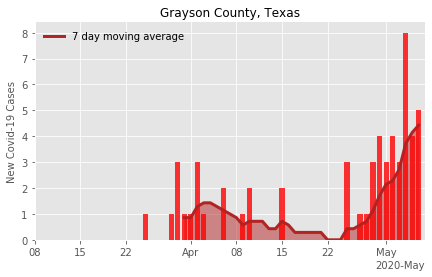 Grayson County, Texas
7 day moving average
New Covid-19 Cases
8
7
6
5
4
3
2
1
0
08 15 22 Apr 08 15 22 May
2020-May